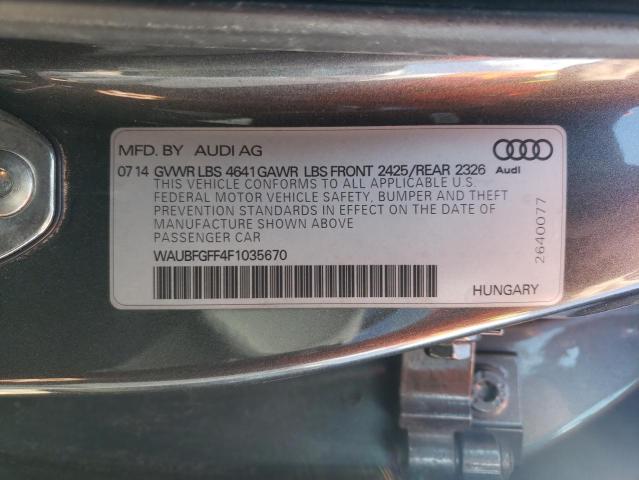 MFD. BY AUDI AG
07 14 GVWR LBS 4641 GAWR LBS FRONT 2425/REAR 2326
Audi
THIS VEHICLE CONFORMS TO ALL APPLICABLE U.S.
FEDERAL MOTOR VEHICLE SAFETY, BUMPER AND THEFT
PREVENTION STANDARDS IN EFFECT ON THE DATE OF
MANUFACTURE SHOWN ABOVE
PASSENGER CAR
WAUBFGFF4F1035670
HUNGARY
2640077